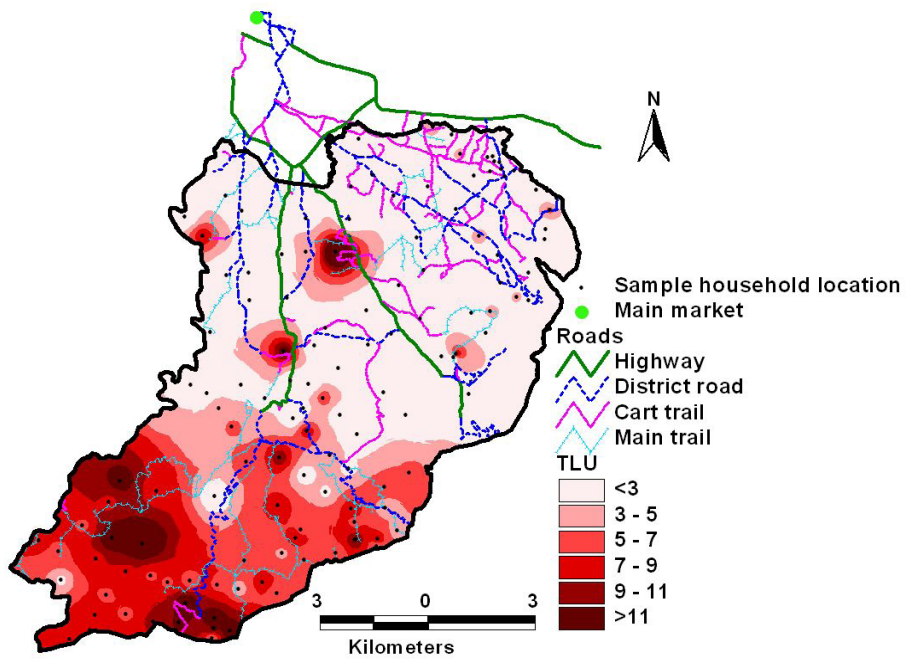 N
Sample household location
Main market
Roads
Highway
District road
Cart trail
Main trail
TLU
<3
3 - 5
5 - 7
7 - 9
9 - 11
>11
3 0 3
Kilometers